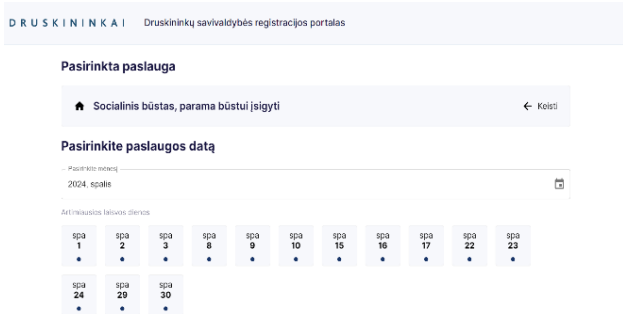 DRUSKININKAI Druskininkų savivaldybės registracijos portalas
Pasirinkta paslauga
Socialinis būstas, parama būstui įsigyti
Keisti
Pasirinkite paslaugos datą
Pasirinkite mėnesį
2024, spalis
Artimiausios laisvos dienos
spa spa spa spa spa spa spa spa spa spa spa
1 2 3 8 9 10 15 16 17 22 23
spa spa spa
24 29 30